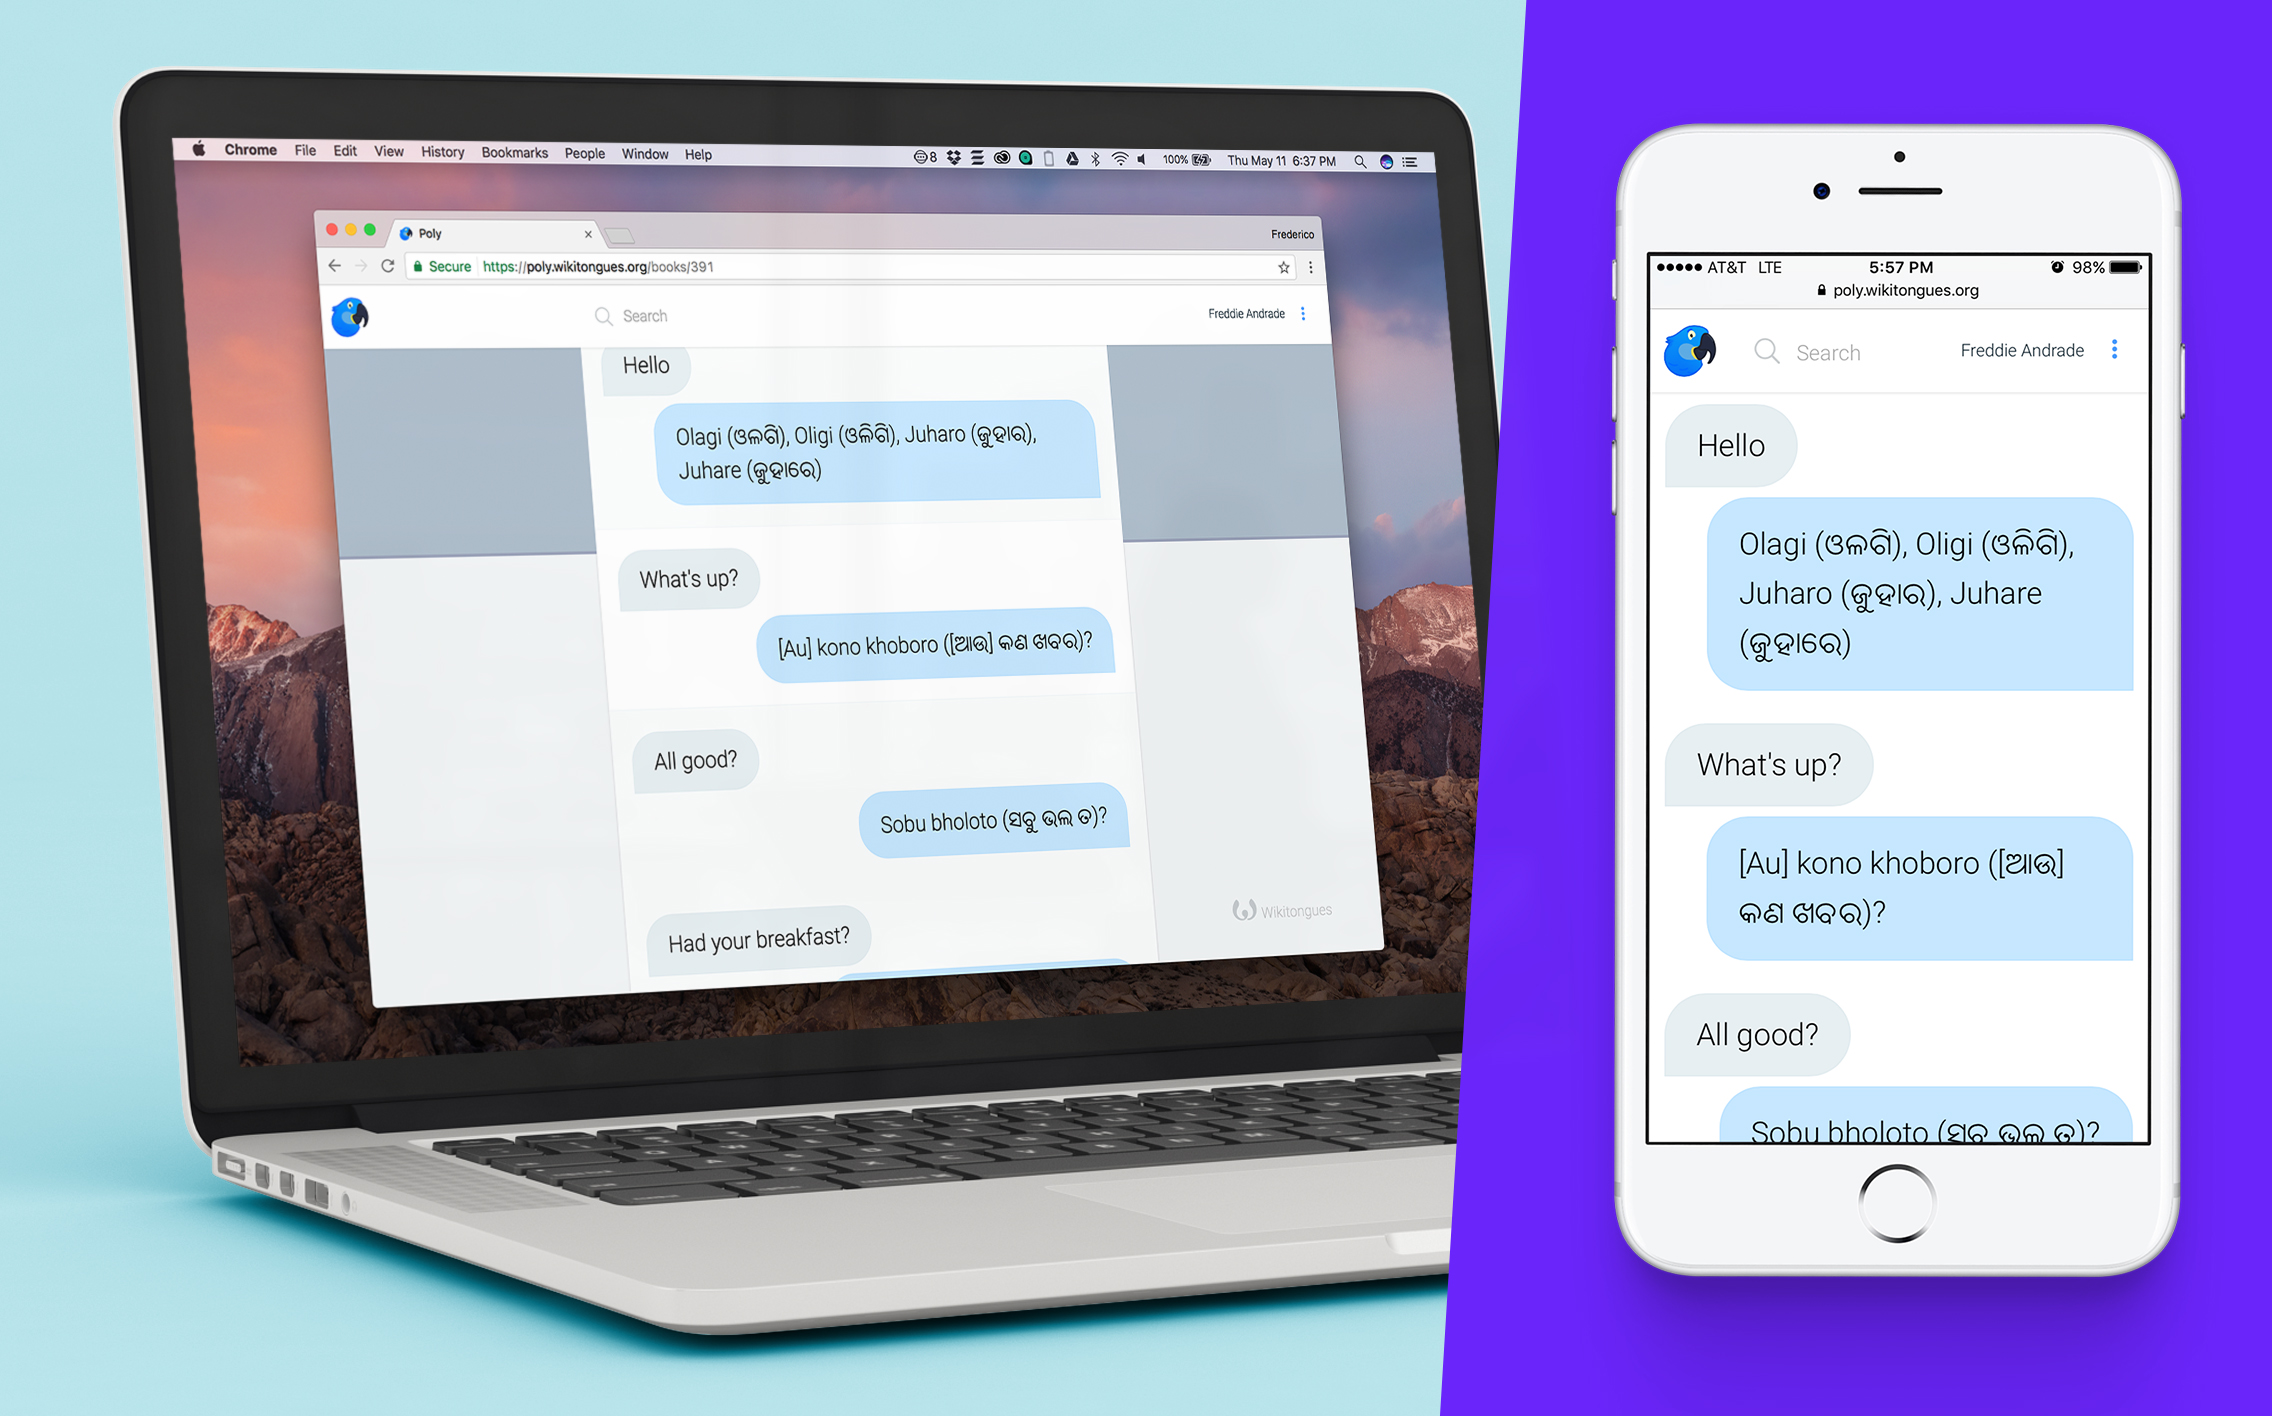 Chrome File Edit View History Bookmarks People Window Help
8 100% Thu May 11 6:37 PM
Poly
Frederico
Secure https://poly.wikitongues.org/books/391
Search
Freddie Andrade
Hello
Olagi (ଓଳଗି), Oligi (ଓଳିଗି), Juharo (ଜୁହାର),
Juhare (ଜୁହାରେ)
What's up?
[Au] kono khoboro ([ଆଉ] କଣ ଖବର)?
All good?
Sobu bholoto (ସବୁ ଭଲ ତ)?
Had your breakfast?
Wikitongues
AT&T LTE 5:57 PM 98%
poly.wikitongues.org
Search
Freddie Andrade
Hello
Olagi (ଓଳଗି), Oligi (ଓଳିଗି),
Juharo (ଜୁହାର), Juhare
(ଜୁହାରେ)
What's up?
[Au] kono khoboro ([ଆଉ]
କଣ ଖବର)?
All good?
Sobu bholoto (ସବୁ ଭଲ ତ)?